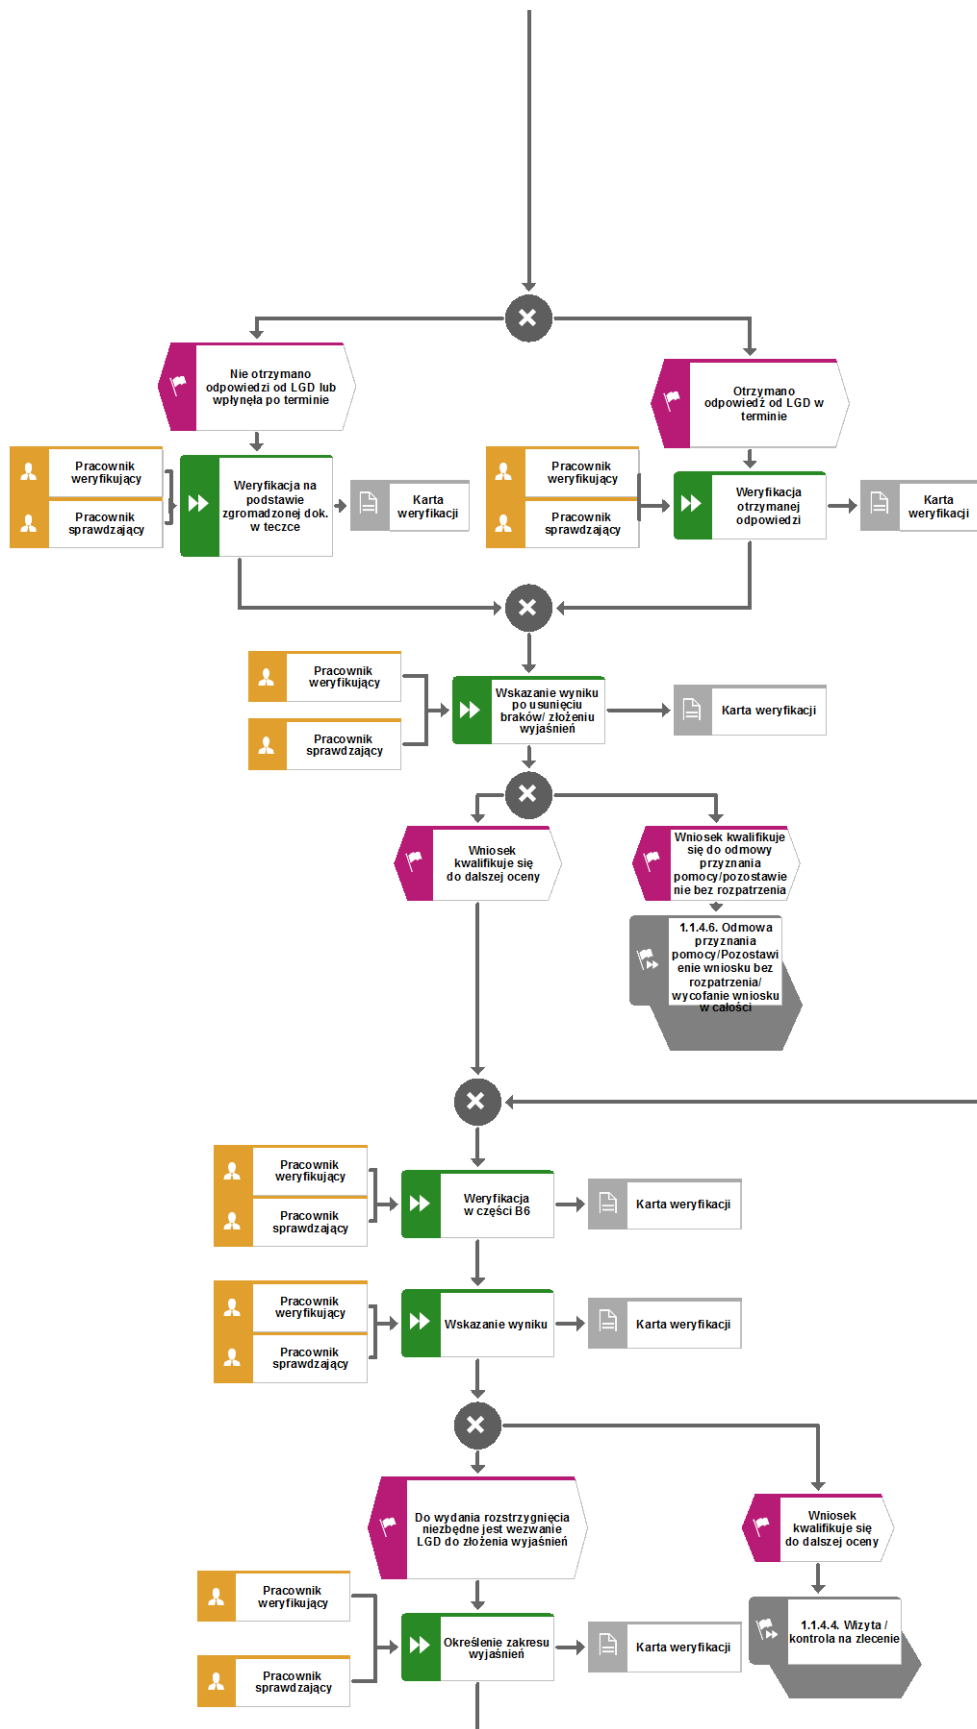 Nie otrzymano
odpowiedzi od LGD lub
wpłynęła po terminie
Otrzymano
odpowiedź od LGD w
terminie
Pracownik
weryfikujący
Pracownik
sprawdzający
Weryfikacja na
podstawie
zgromadzonej dok.
w teczce
Karta
weryfikacji
Pracownik
weryfikujący
Pracownik
sprawdzający
Weryfikacja
otrzymanej
odpowiedzi
Karta
weryfikacji
Pracownik
weryfikujący
Pracownik
sprawdzający
Wskazanie wyniku
po usunięciu
braków/ złożeniu
wyjaśnień
Karta weryfikacji
Wniosek
kwalifikuje się
do dalszej oceny
Wniosek kwalifikuje
się do odmowy
przyznania
pomocy/pozostawie
nie bez rozpatrzenia
1.1.4.6. Odmowa
przyznania
pomocy/Pozostawi
enie wniosku bez
rozpatrzenia/
wycofanie wniosku
w całości
Pracownik
weryfikujący
Pracownik
sprawdzający
Weryfikacja
w części B6
Karta weryfikacji
Pracownik
weryfikujący
Pracownik
sprawdzający
Wskazanie wyniku
Karta weryfikacji
Do wydania rozstrzygnięcia
niezbędne jest wezwanie
LGD do złożenia wyjaśnień
Wniosek
kwalifikuje się
do dalszej oceny
Pracownik
weryfikujący
Pracownik
sprawdzający
Określenie zakresu
wyjaśnień
Karta weryfikacji
1.1.4.4. Wizyta /
kontrola na zlecenie